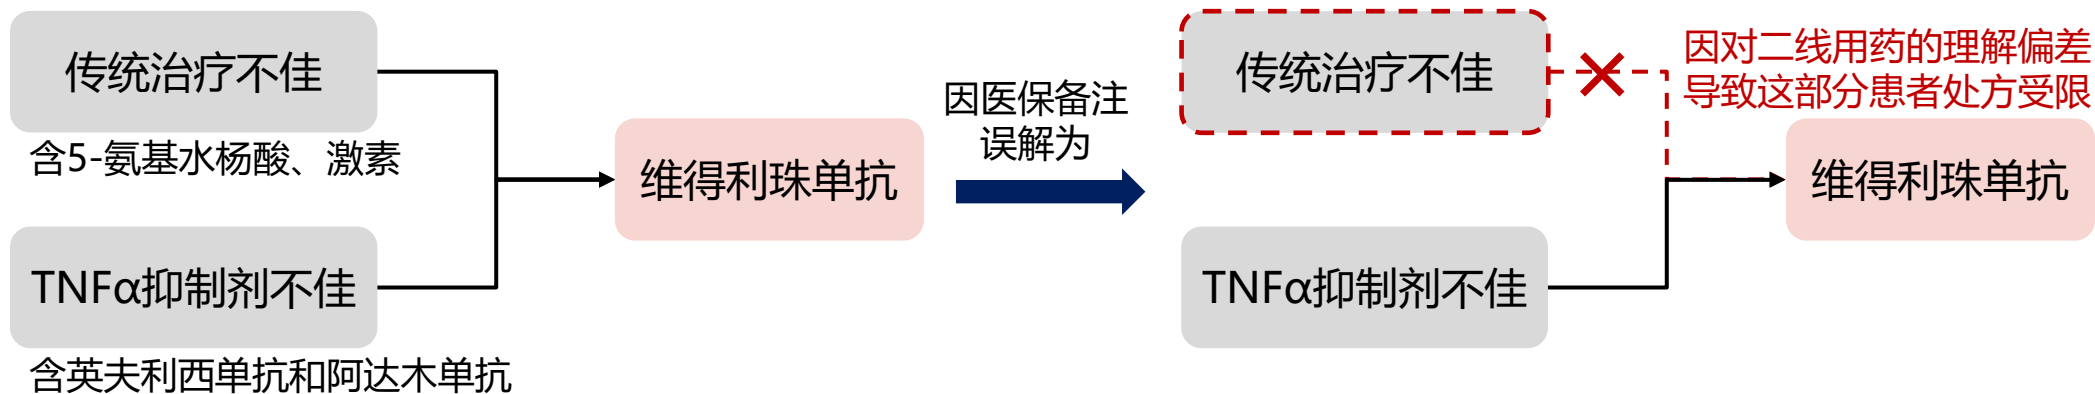 传统治疗不佳
含5-氨基水杨酸、激素
TNFα抑制剂不佳
含英夫利西单抗和阿达木单抗
维得利珠单抗
因医保备注
误解为
传统治疗不佳
TNFα抑制剂不佳
因对二线用药的理解偏差
导致这部分患者处方受限
维得利珠单抗